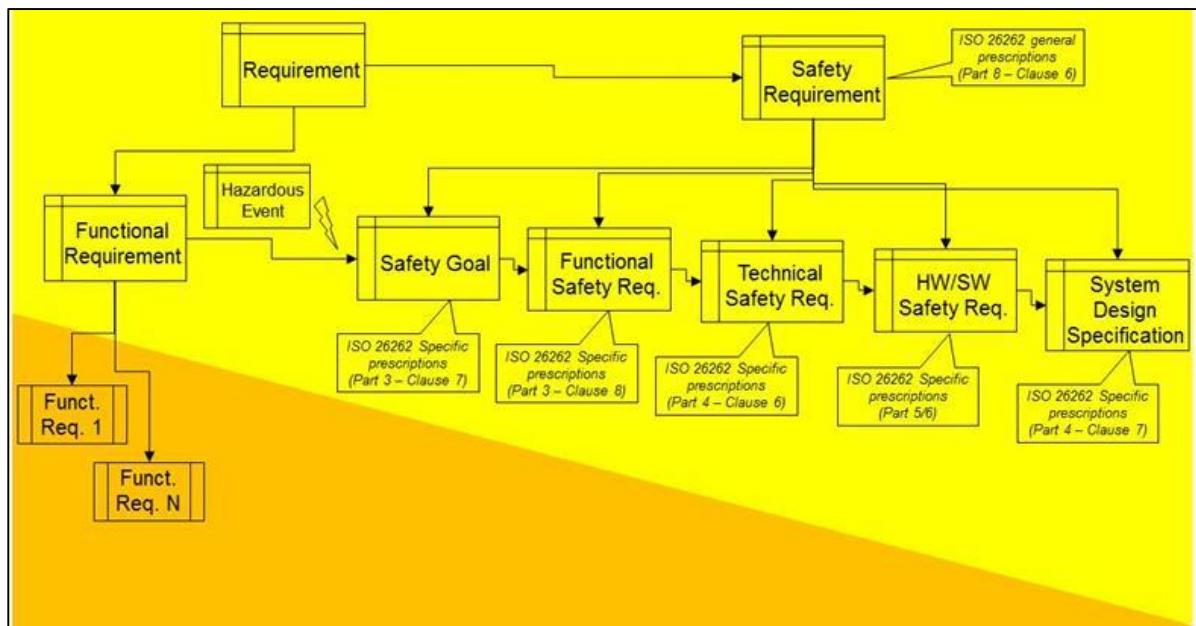 Requirement
Safety
Requirement
ISO 26262 general
prescriptions
(Part 8 – Clause 6)
Hazardous
Event
Functional
Requirement
Safety Goal
Functional
Safety Req.
Technical
Safety Req.
HW/SW
Safety Req.
System
Design
Specification
ISO 26262 Specific
prescriptions
(Part 3 – Clause 7)
ISO 26262 Specific
prescriptions
(Part 3 – Clause 8)
ISO 26262 Specific
prescriptions
(Part 4 – Clause 6)
ISO 26262 Specific
prescriptions
(Part 5/6)
ISO 26262 Specific
prescriptions
(Part 4 – Clause 7)
Funct.
Req. 1
Funct.
Req. N